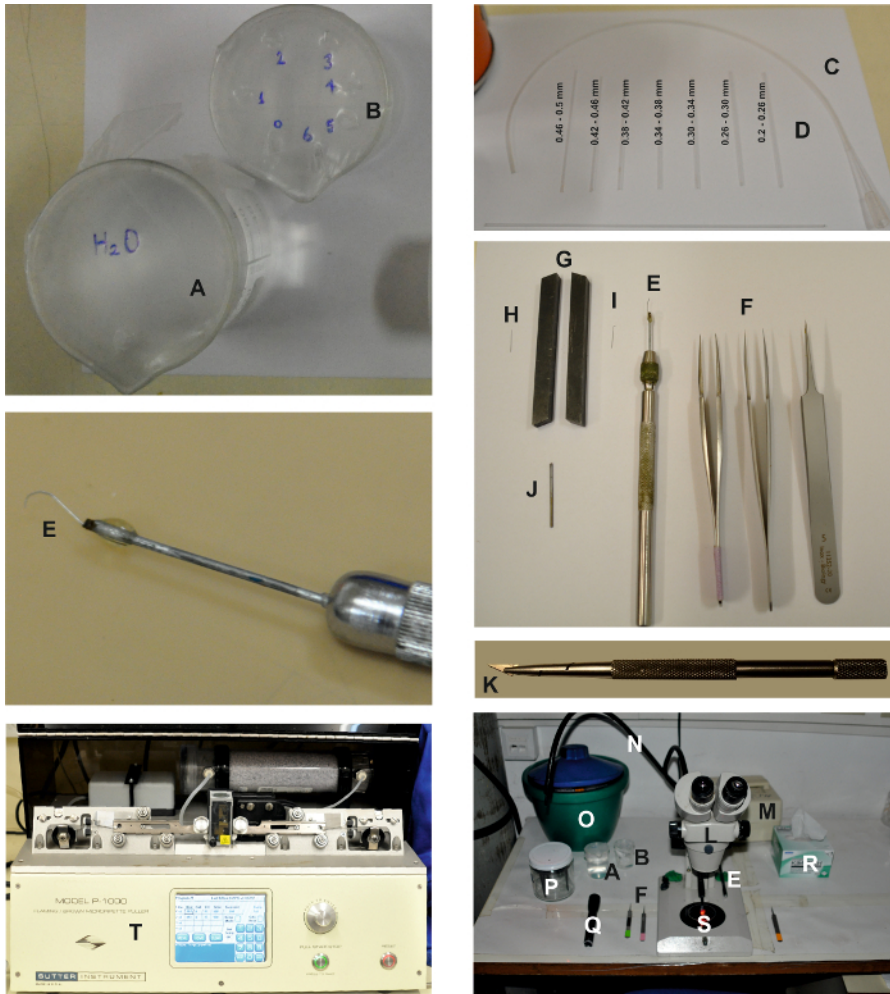 2
3
4
1
B
0
6
5
H₂O
A
C
0.46 - 0.5 mm
0.42 - 0.46 mm
0.38 - 0.42 mm
0.34 - 0.38 mm
0.30 - 0.34 mm
0.26 - 0.30 mm
0.2 - 0.26 mm
D
G
E
F
H
I
J
E
K
MODEL P-1000
T
SUTTER INSTRUMENT
N
O
L
M
B
A
R
P
E
F
Q
S